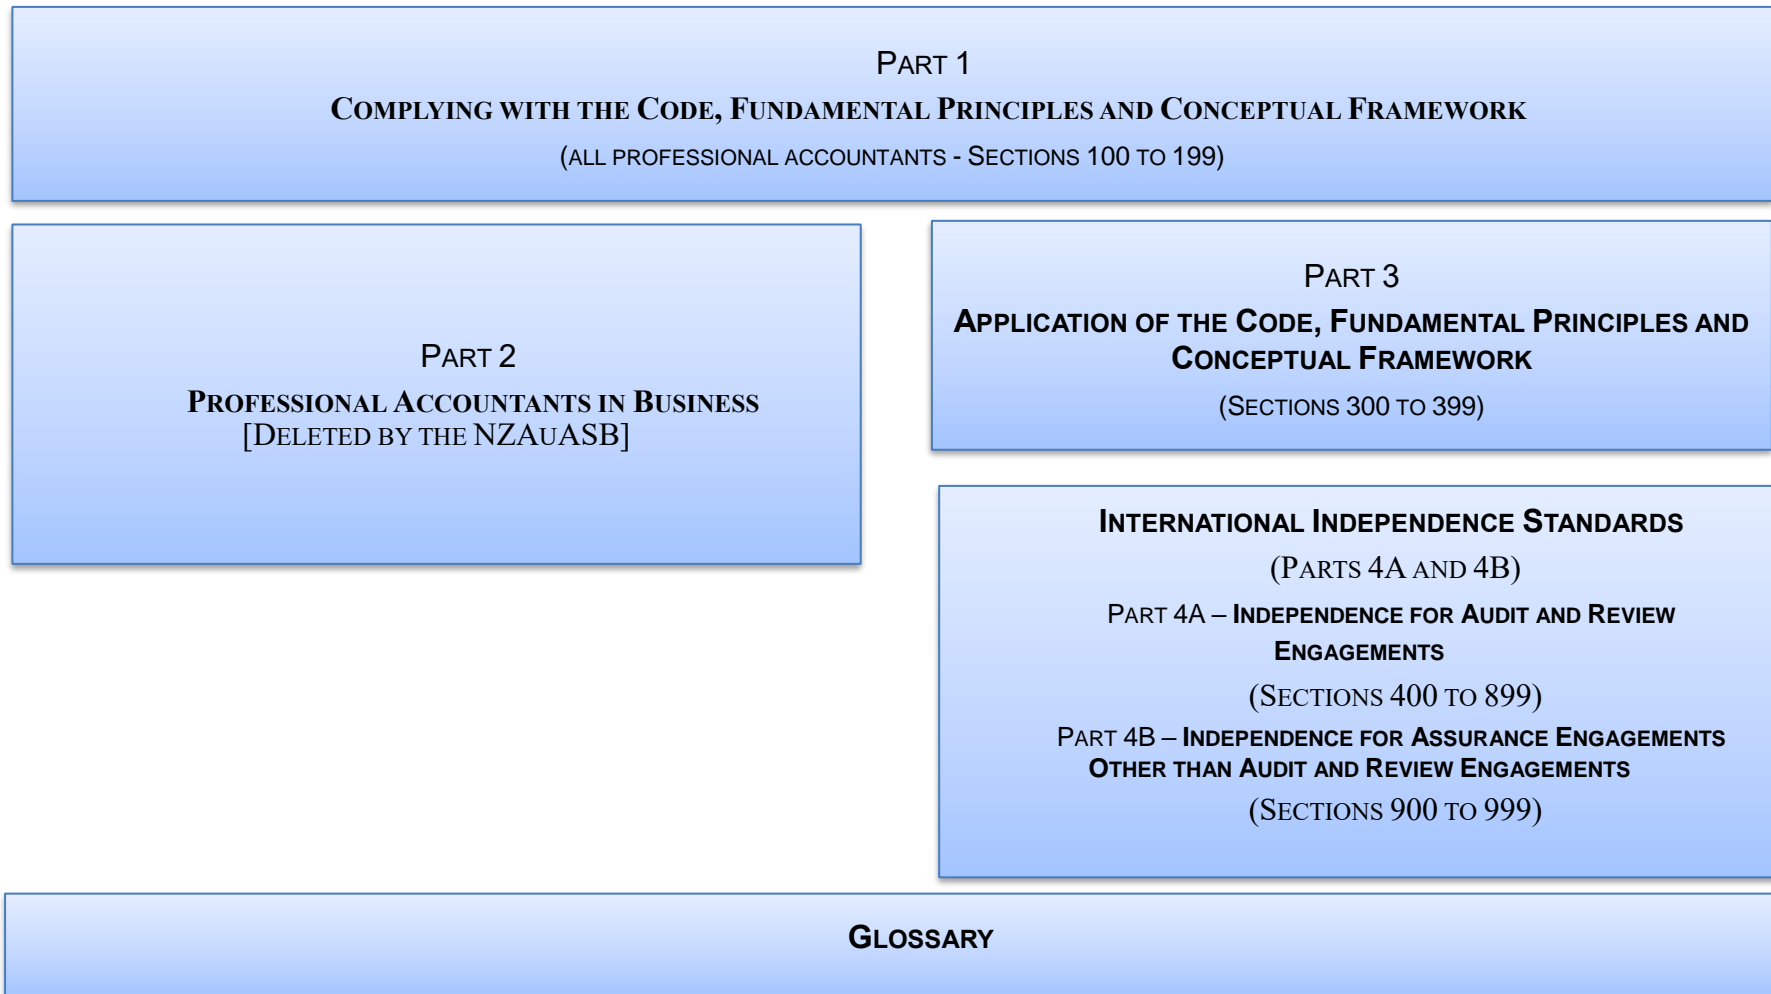 PART 1
COMPLYING WITH THE CODE, FUNDAMENTAL PRINCIPLES AND CONCEPTUAL FRAMEWORK
(ALL PROFESSIONAL ACCOUNTANTS - SECTIONS 100 TO 199)
PART 2
PROFESSIONAL ACCOUNTANTS IN BUSINESS
[DELETED BY THE NZAUASB]
PART 3
APPLICATION OF THE CODE, FUNDAMENTAL PRINCIPLES AND
CONCEPTUAL FRAMEWORK
(SECTIONS 300 TO 399)
INTERNATIONAL INDEPENDENCE STANDARDS
(PARTS 4A AND 4B)
PART 4A – INDEPENDENCE FOR AUDIT AND REVIEW
ENGAGEMENTS
(SECTIONS 400 TO 899)
PART 4B – INDEPENDENCE FOR ASSURANCE ENGAGEMENTS
OTHER THAN AUDIT AND REVIEW ENGAGEMENTS
(SECTIONS 900 TO 999)
GLOSSARY